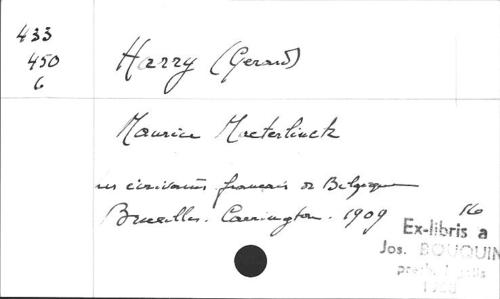 433
450
6
Harry (Gerard)
Maurice Maeterlinck
écrivains français de Belgique
Bruxelles. Carrington. 1909
16
Ex-libris a
Jos. BOUQUIN